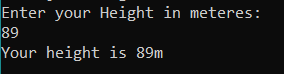 Enter your Height in meteres:
89
Your height is 89m